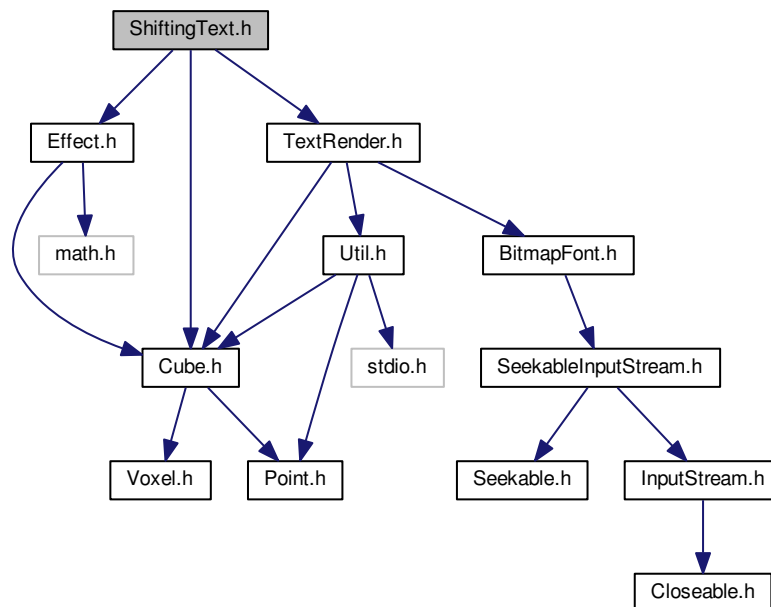 ShiftingText.h
Effect.h
TextRender.h
math.h
Util.h
BitmapFont.h
Cube.h
stdio.h
SeekableInputStream.h
Voxel.h
Point.h
Seekable.h
InputStream.h
Closeable.h